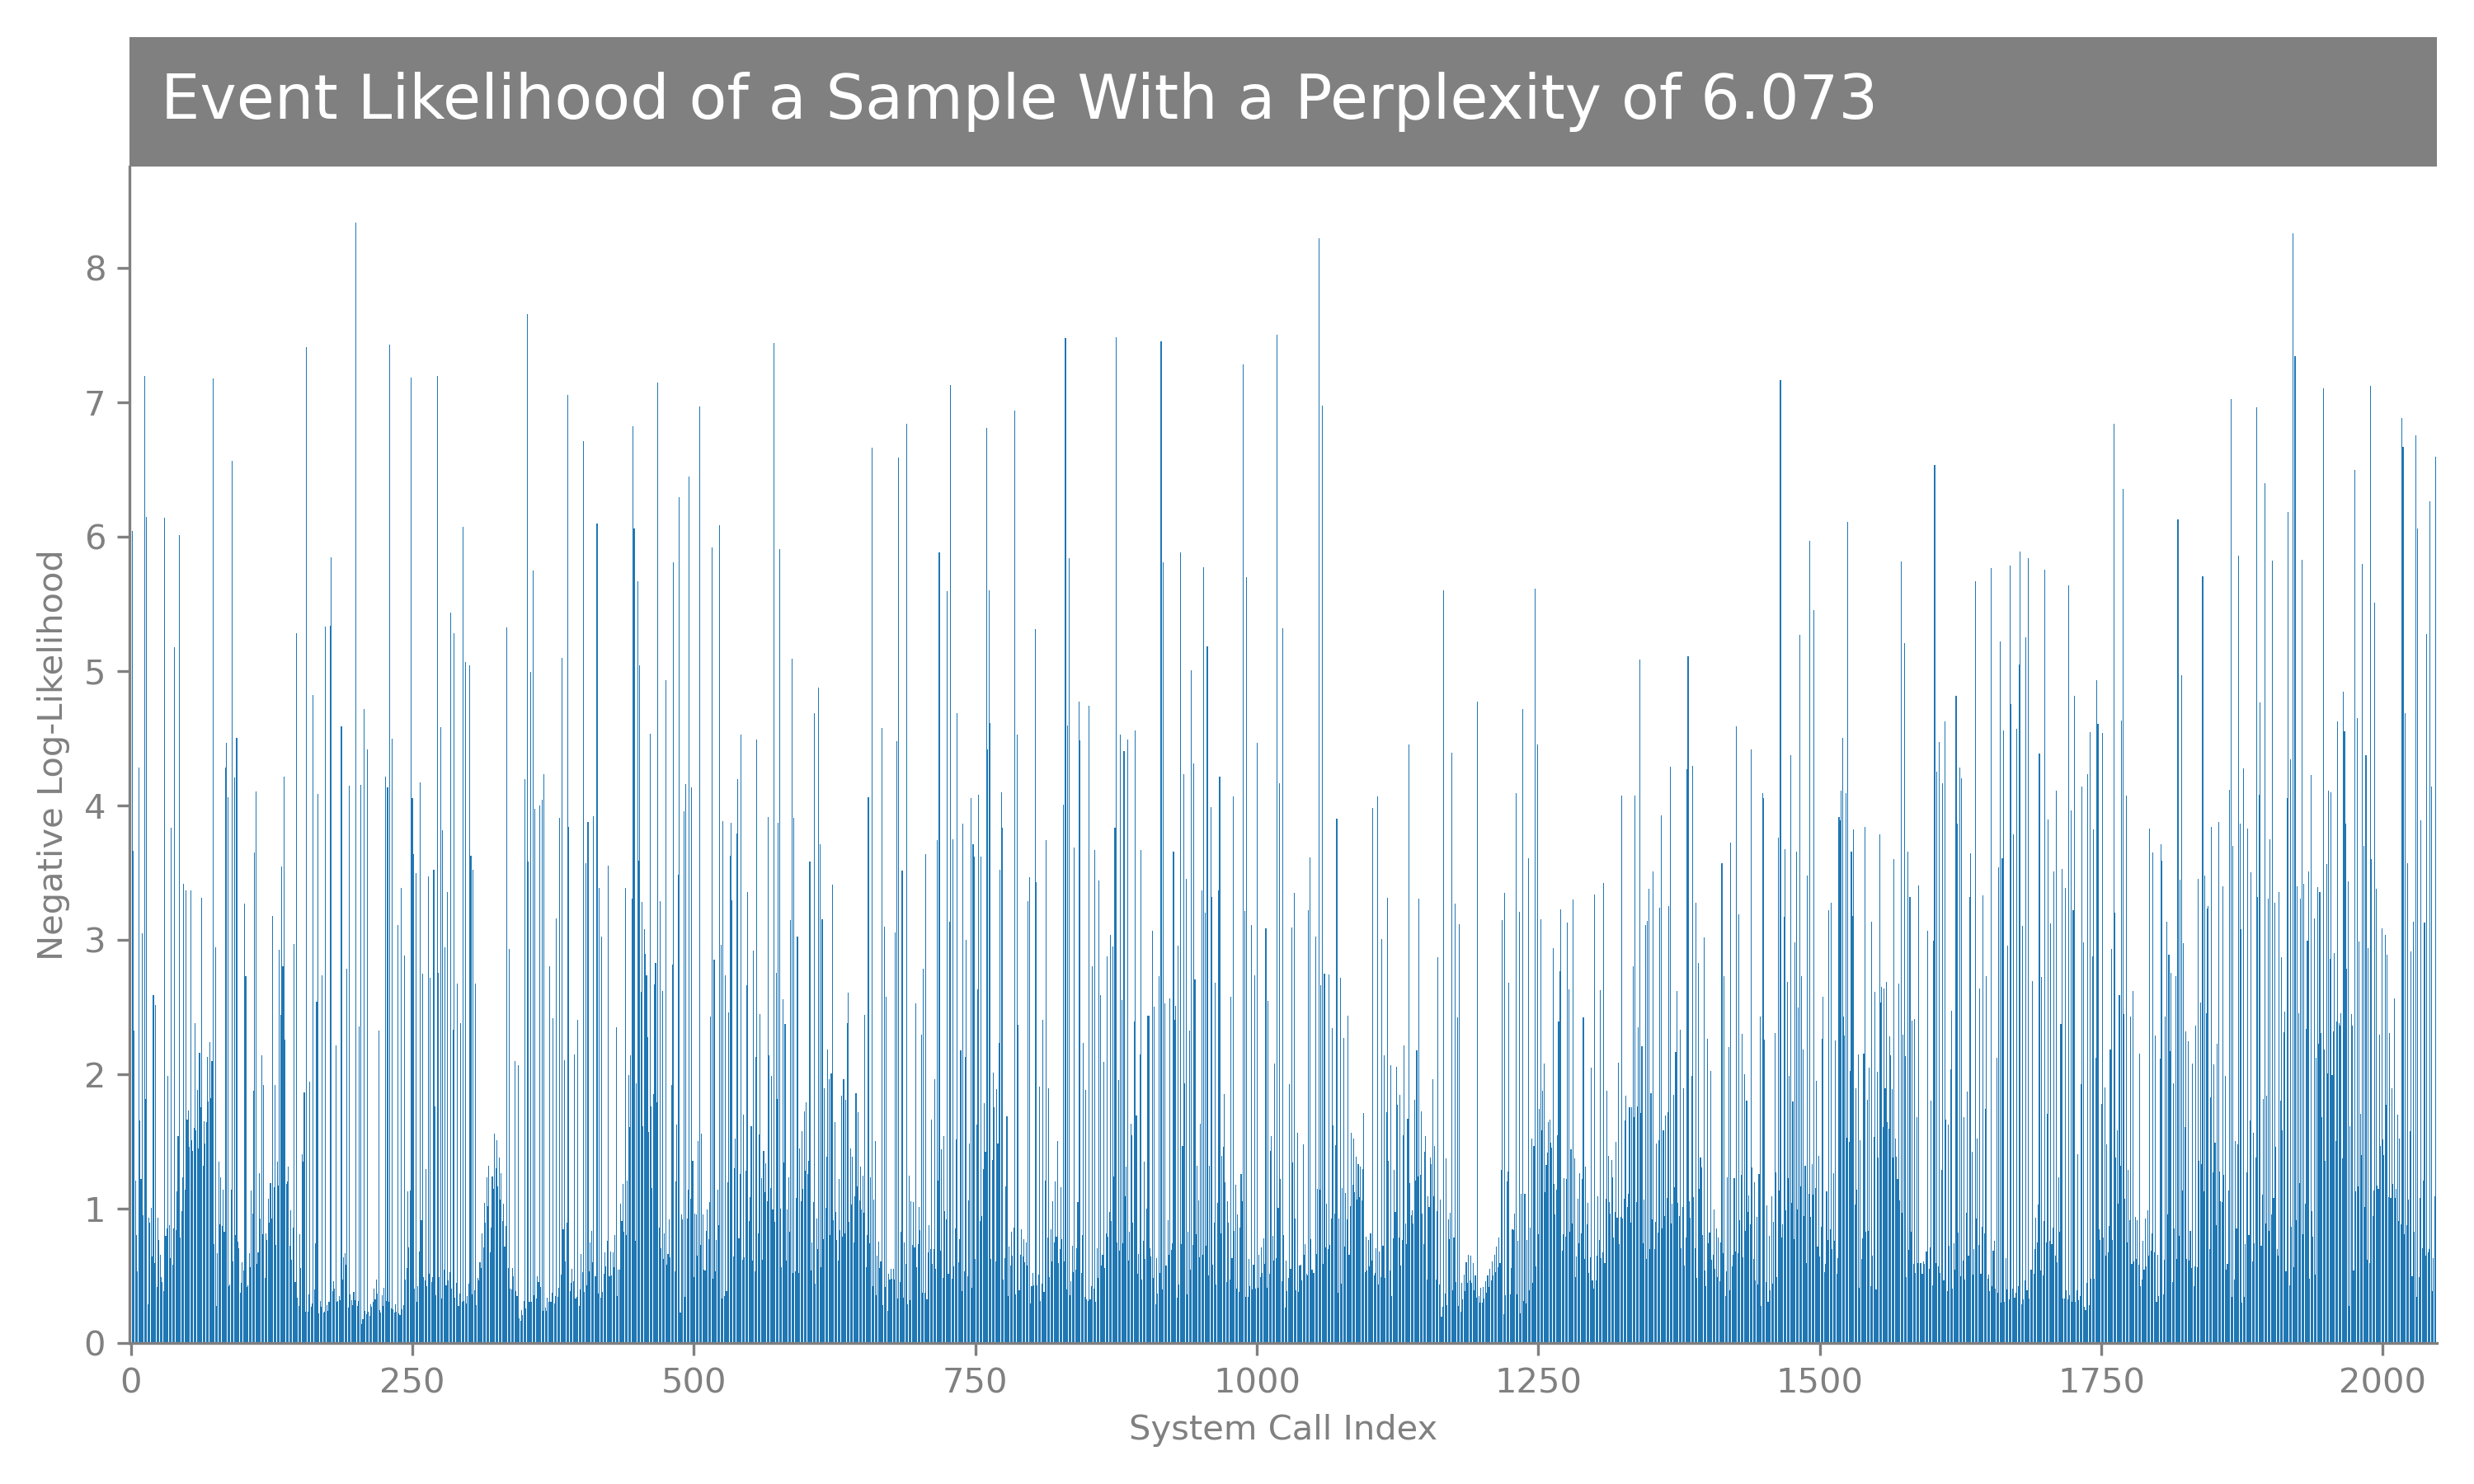 Event Likelihood of a Sample With a Perplexity of 6.073
Negative Log-Likelihood
8
7
6
5
4
3
2
1
0
0 250 500 750 1000 1250 1500 1750 2000
System Call Index